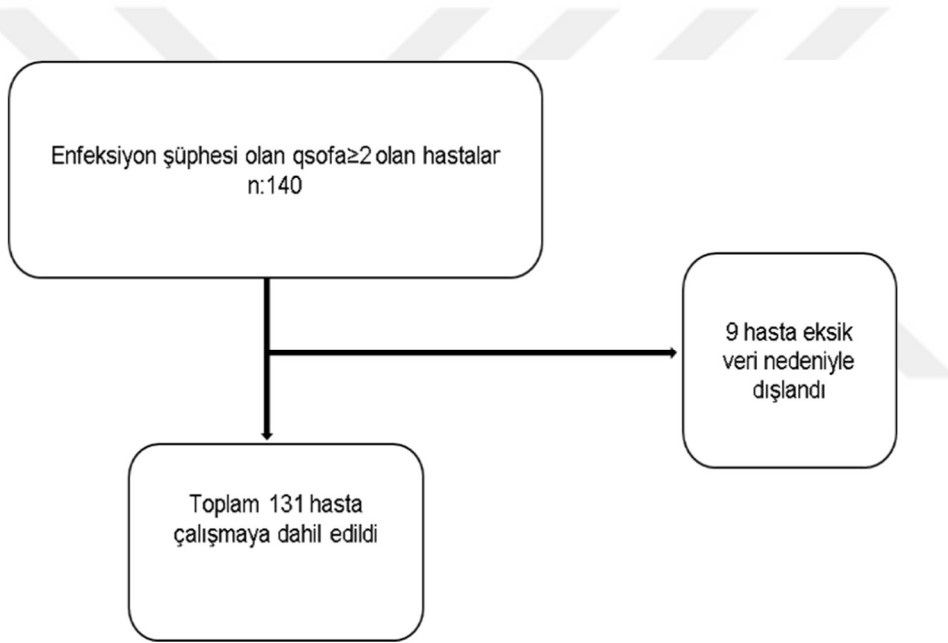 Enfeksiyon şüphesi olan qsofa≥2 olan hastalar
n:140
9 hasta eksik
veri nedeniyle
dışlandı
Toplam 131 hasta
çalışmaya dahil edildi